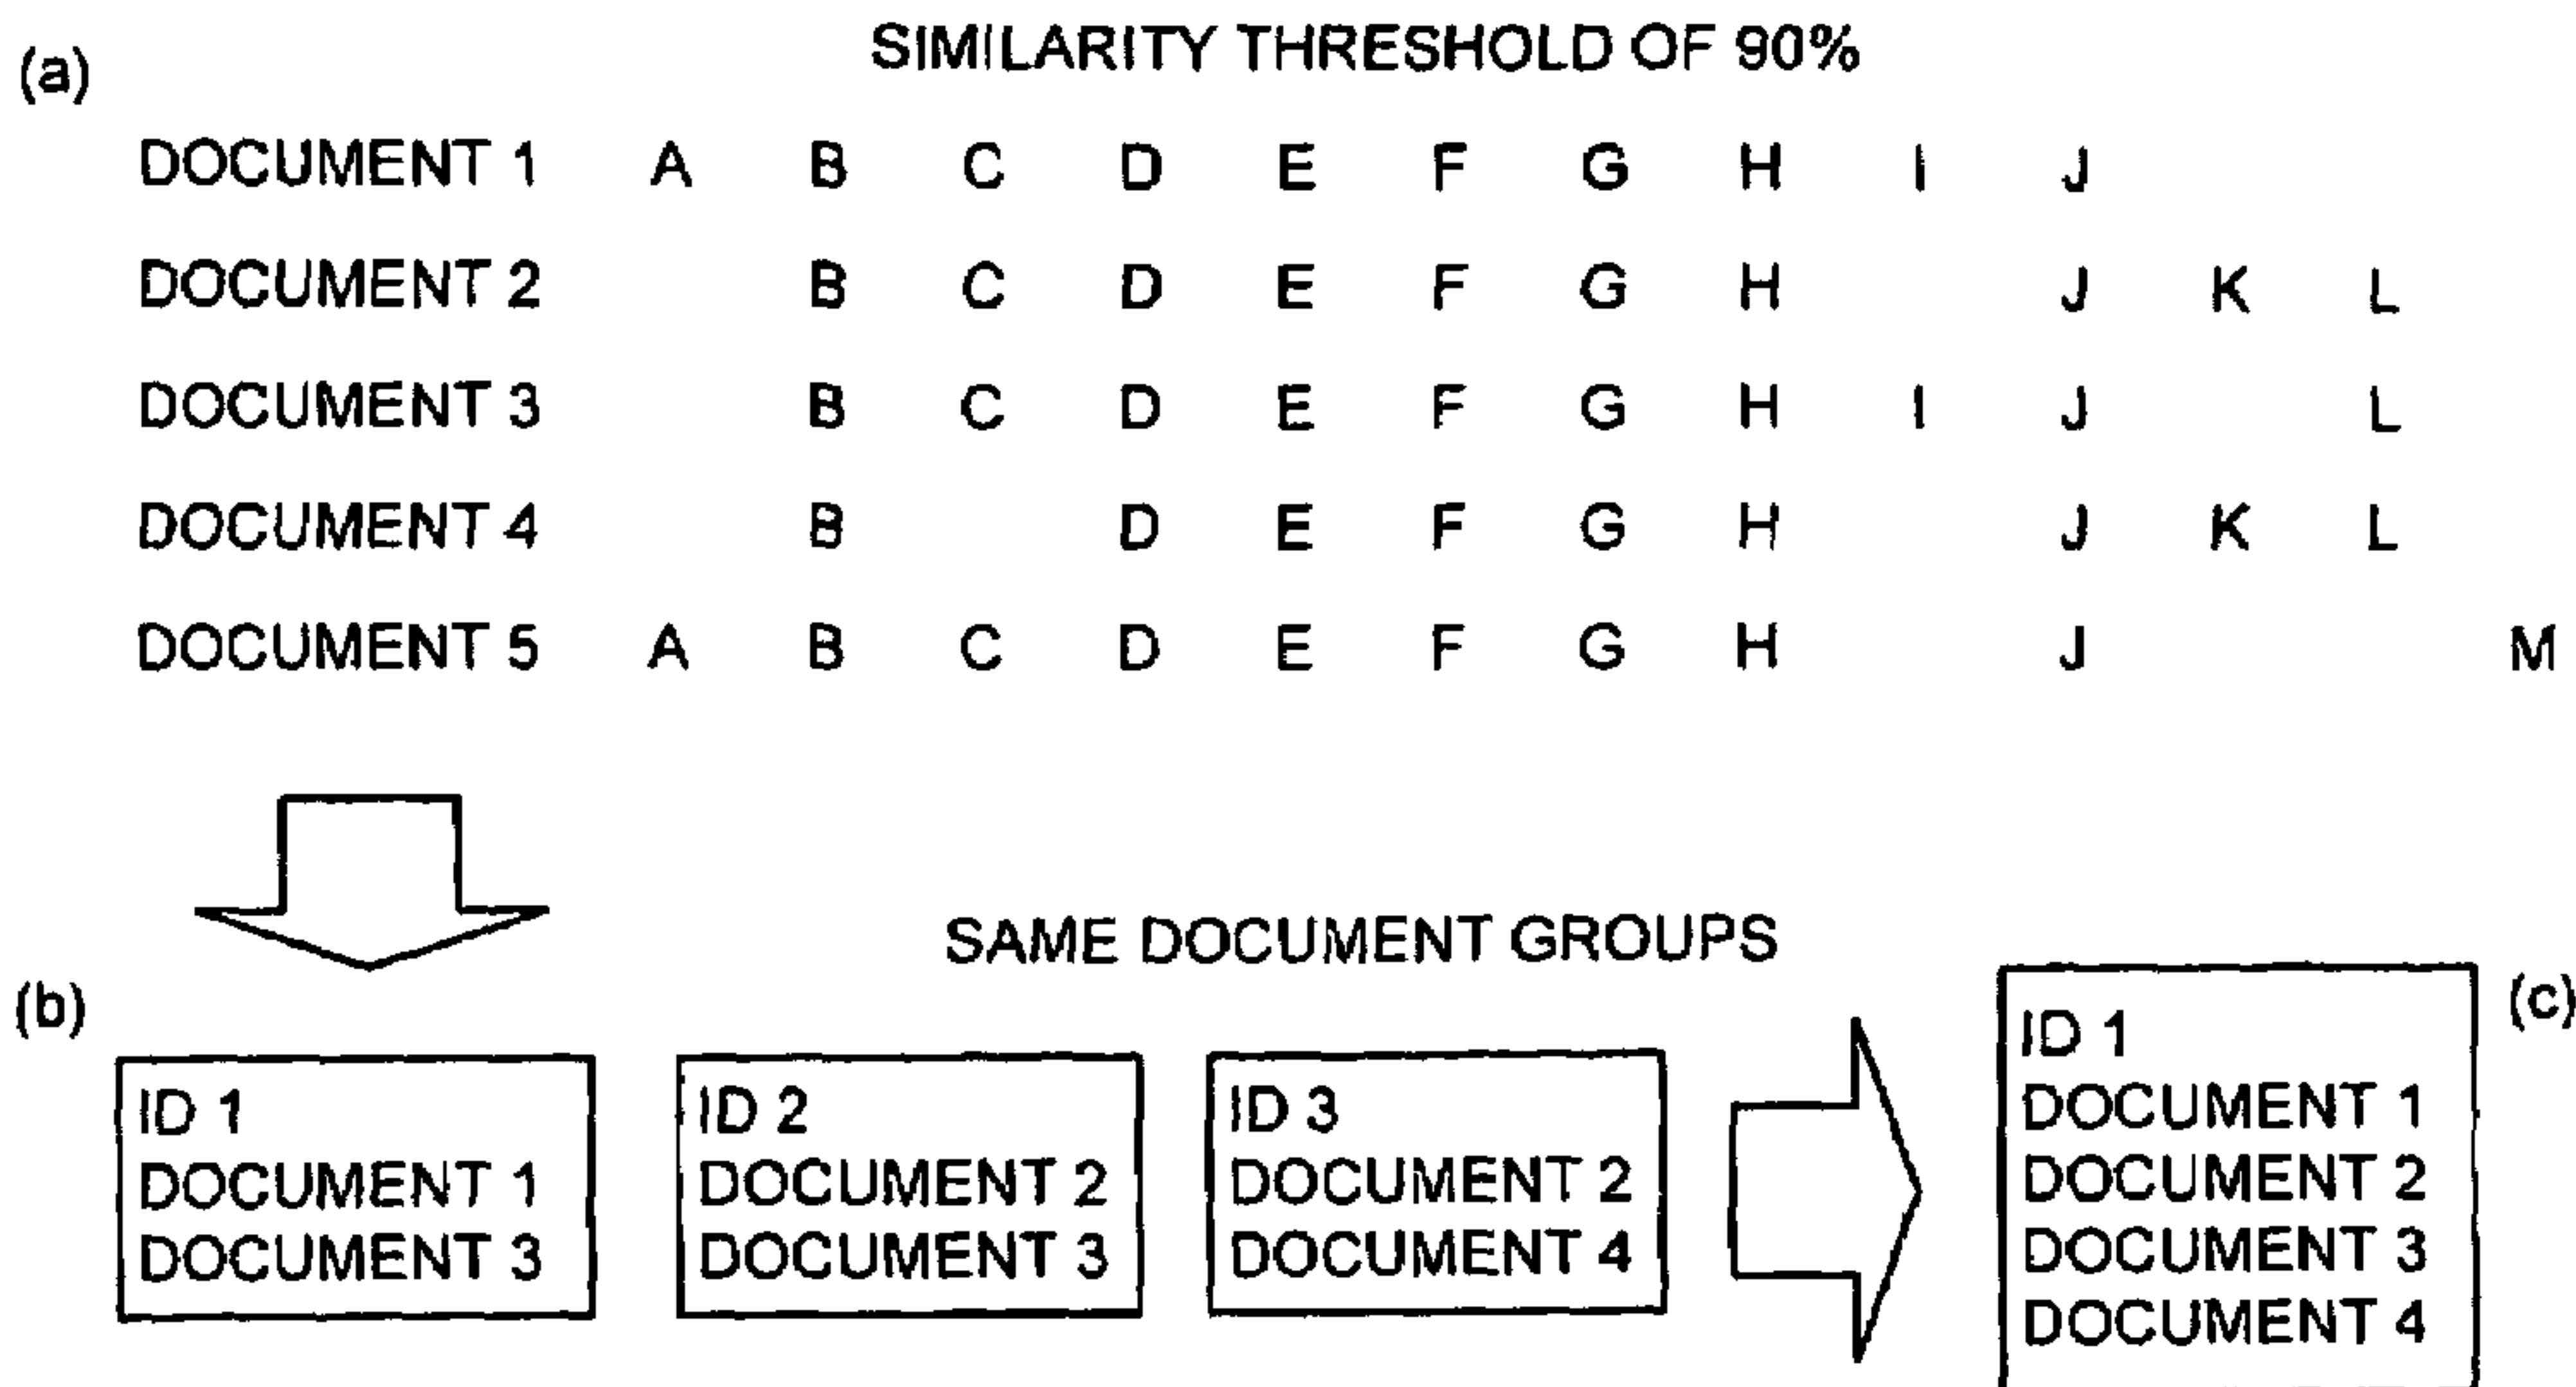 (a)
SIMILARITY THRESHOLD OF 90%
DOCUMENT 1 A B C D E F G H I J
DOCUMENT 2 B C D E F G H J K L
DOCUMENT 3 B C D E F G H I J L
DOCUMENT 4 B D E F G H J K L
DOCUMENT 5 A B C D E F G H J M
SAME DOCUMENT GROUPS
(b)
ID 1
DOCUMENT 1
DOCUMENT 3
ID 2
DOCUMENT 2
DOCUMENT 3
ID 3
DOCUMENT 2
DOCUMENT 4
(c)
ID 1
DOCUMENT 1
DOCUMENT 2
DOCUMENT 3
DOCUMENT 4